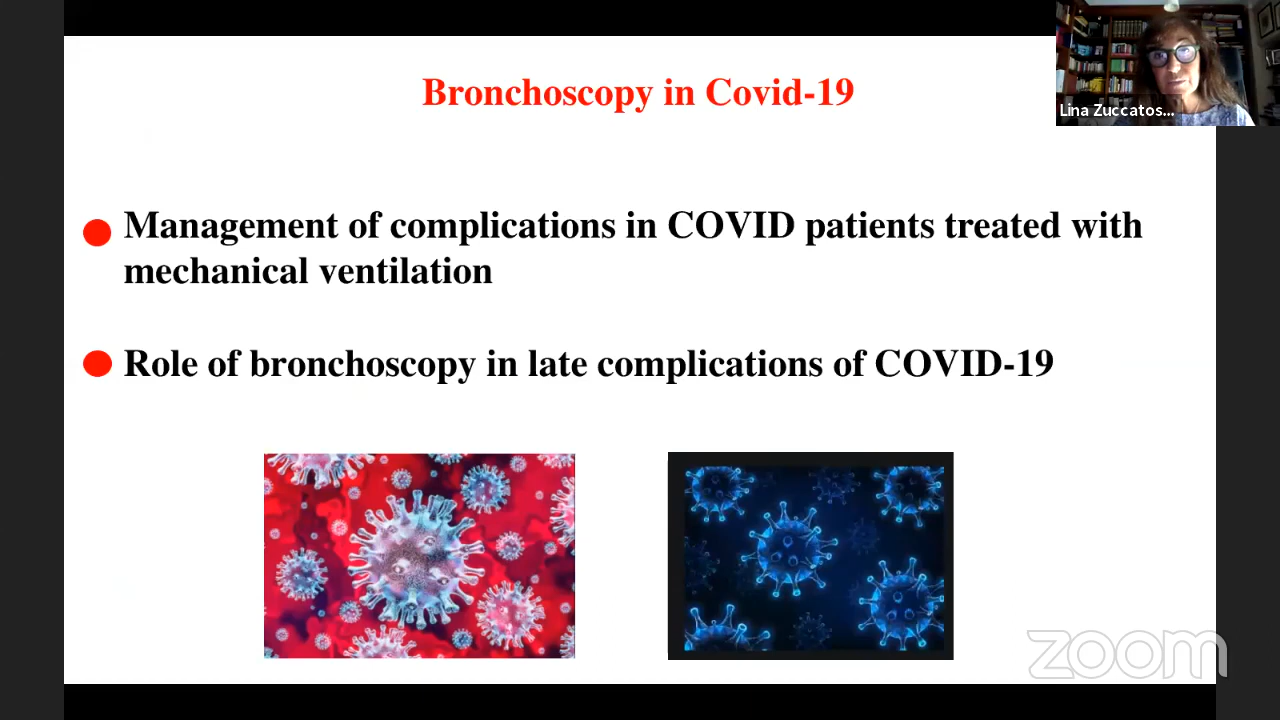 Bronchoscopy in Covid-19
Lina Zuccatos...
Management of complications in COVID patients treated with
mechanical ventilation
Role of bronchoscopy in late complications of COVID-19
zoom